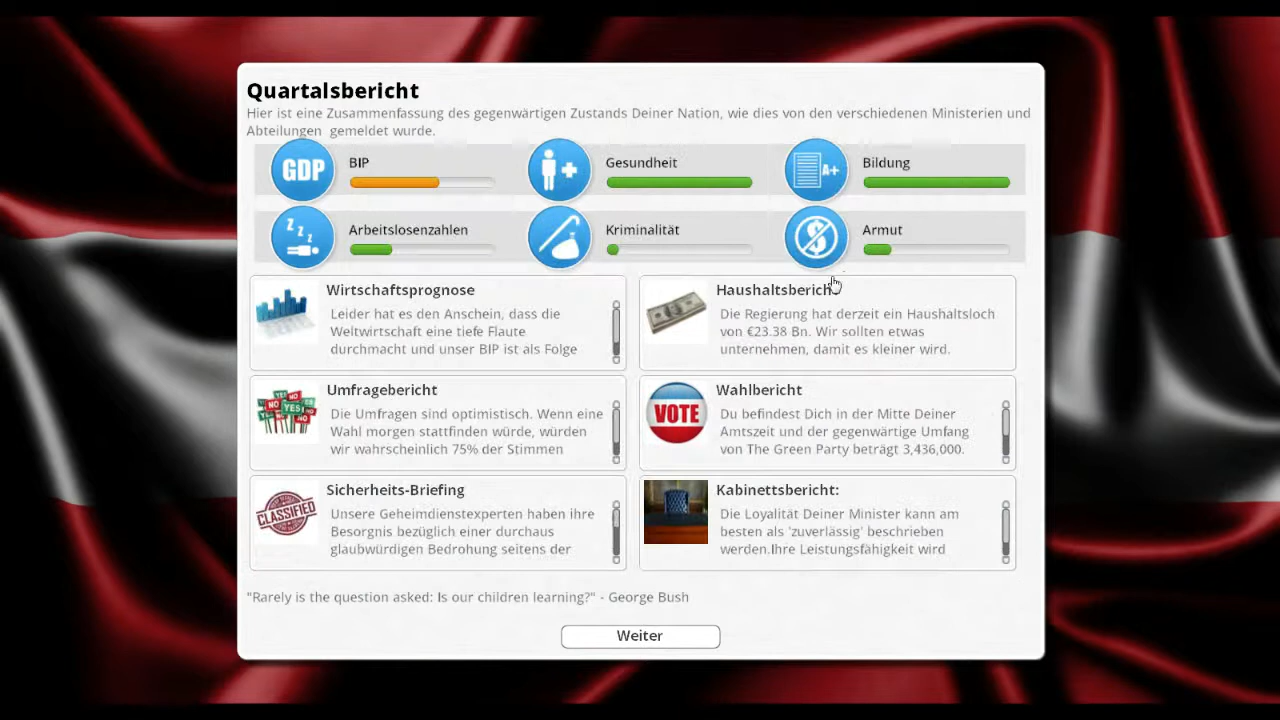 Quartalsbericht
Hier ist eine Zusammenfassung des gegenwärtigen Zustands Deiner Nation, wie dies von den verschiedenen Ministerien und
Abteilungen gemeldet wurde.
GDP
BIP
Gesundheit
A+
Bildung
Z Z Z
Arbeitslosenzahlen
Kriminalität
$
Armut
Wirtschaftsprognose
Leider hat es den Anschein, dass die
Weltwirtschaft eine tiefe Flaute
durchmacht und unser BIP ist als Folge
Haushaltsbericht
Die Regierung hat derzeit ein Haushaltsloch
von €23.38 Bn. Wir sollten etwas
unternehmen, damit es kleiner wird.
NO YES NO
NO YES NO
Umfragebericht
Die Umfragen sind optimistisch. Wenn eine
Wahl morgen stattfinden würde, würden
wir wahrscheinlich 75% der Stimmen
VOTE
Wahlbericht
Du befindest Dich in der Mitte Deiner
Amtszeit und der gegenwärtige Umfang
von The Green Party beträgt 3,436,000.
CLASSIFIED
Sicherheits-Briefing
Unsere Geheimdienstexperten haben ihre
Besorgnis bezüglich einer durchaus
glaubwürdigen Bedrohung seitens der
Kabinettsbericht:
Die Loyalität Deiner Minister kann am
besten als 'zuverlässig' beschrieben
werden.Ihre Leistungsfähigkeit wird
"Rarely is the question asked: Is our children learning?" - George Bush
Weiter